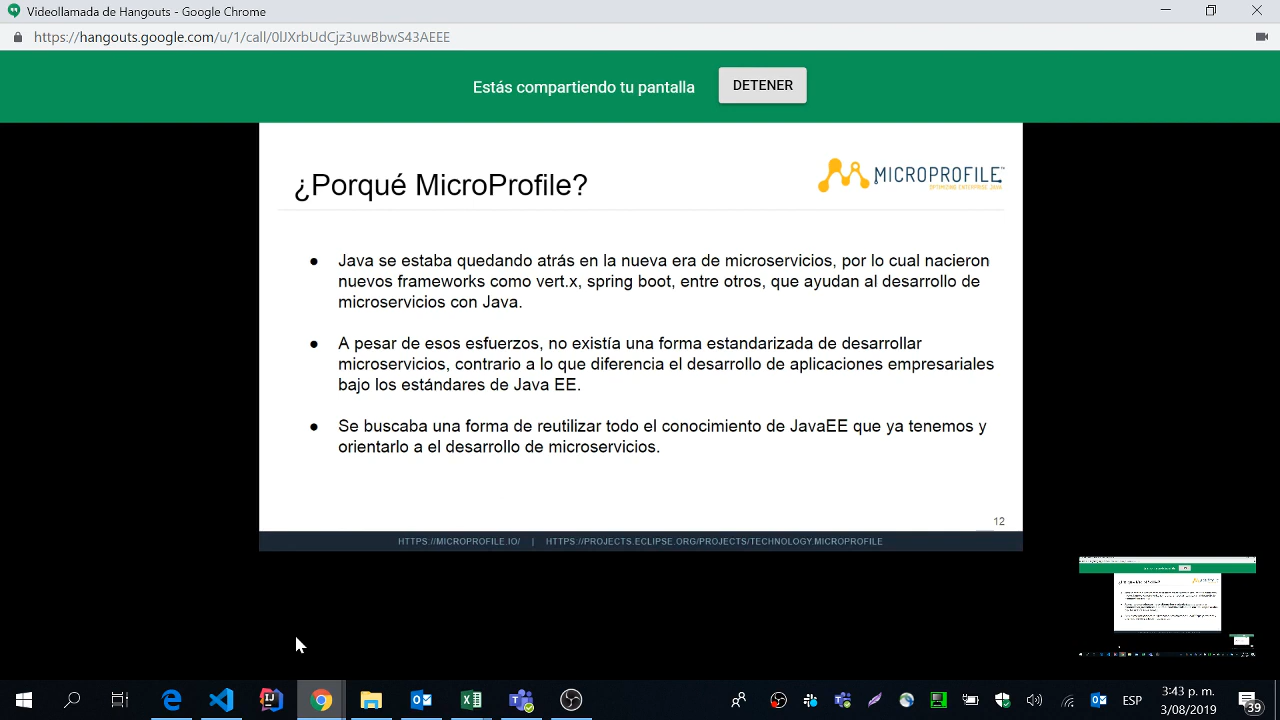 Videollamada de Hangouts - Google Chrome
https://hangouts.google.com/u/1/call/0lJXrbUdCjz3uwBbwS43AEEE
Estás compartiendo tu pantalla
DETENER
¿Porqué MicroProfile?
MICROPROFILE™
OPTIMIZING ENTERPRISE JAVA
● Java se estaba quedando atrás en la nueva era de microservicios, por lo cual nacieron
nuevos frameworks como vert.x, spring boot, entre otros, que ayudan al desarrollo de
microservicios con Java.
● A pesar de esos esfuerzos, no existía una forma estandarizada de desarrollar
microservicios, contrario a lo que diferencia el desarrollo de aplicaciones empresariales
bajo los estándares de Java EE.
● Se buscaba una forma de reutilizar todo el conocimiento de JavaEE que ya tenemos y
orientarlo a el desarrollo de microservicios.
12
HTTPS://MICROPROFILE.IO/ | HTTPS://PROJECTS.ECLIPSE.ORG/PROJECTS/TECHNOLOGY.MICROPROFILE
ESP
3:43 p. m.
3/08/2019
39